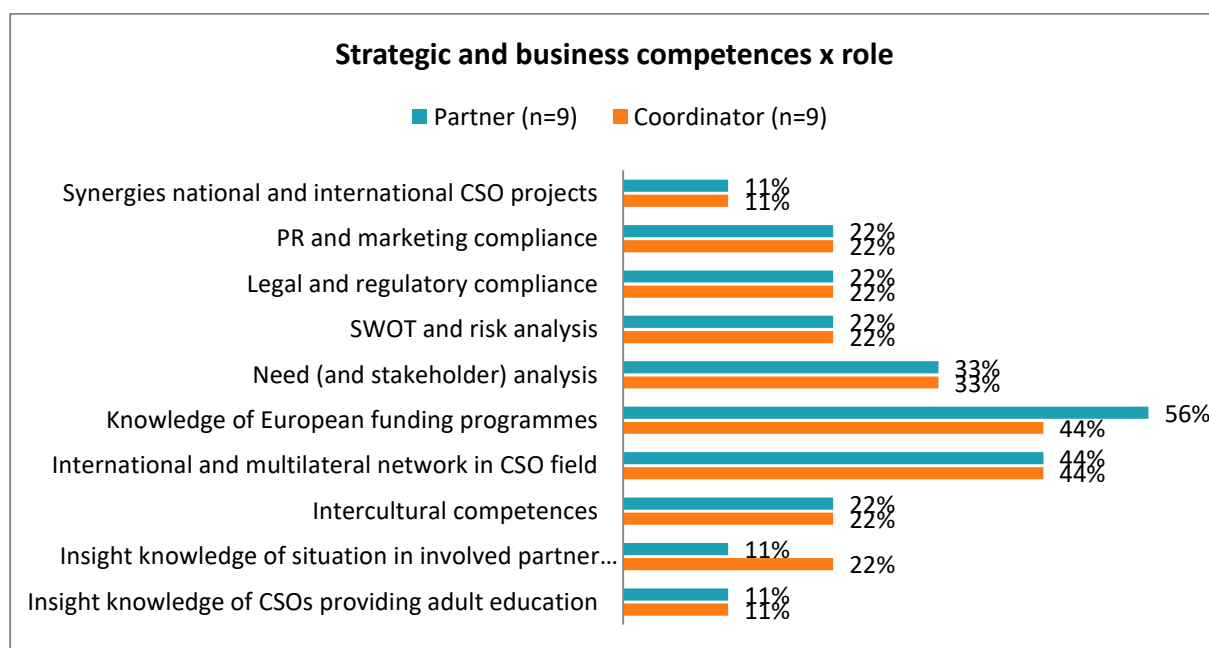 Strategic and business competences x role
Partner (n=9) Coordinator (n=9)
Synergies national and international CSO projects 11%
11%
PR and marketing compliance 22%
22%
Legal and regulatory compliance 22%
22%
SWOT and risk analysis 22%
22%
Need (and stakeholder) analysis 33%
33%
Knowledge of European funding programmes 56%
44%
International and multilateral network in CSO field 44%
44%
Intercultural competences 22%
22%
Insight knowledge of situation in involved partner… 11%
22%
Insight knowledge of CSOs providing adult education 11%
11%